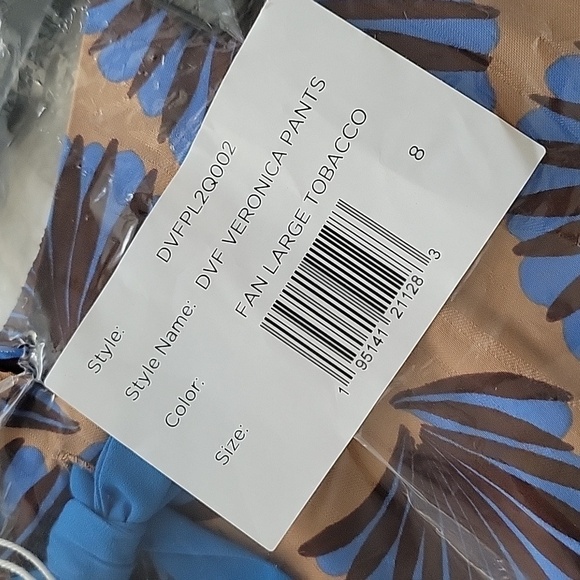 Style: DVFPL2Q002
Style Name: DVF VERONICA PANTS
Color: FAN LARGE TOBACCO
Size: 8
1 95141 21128 3